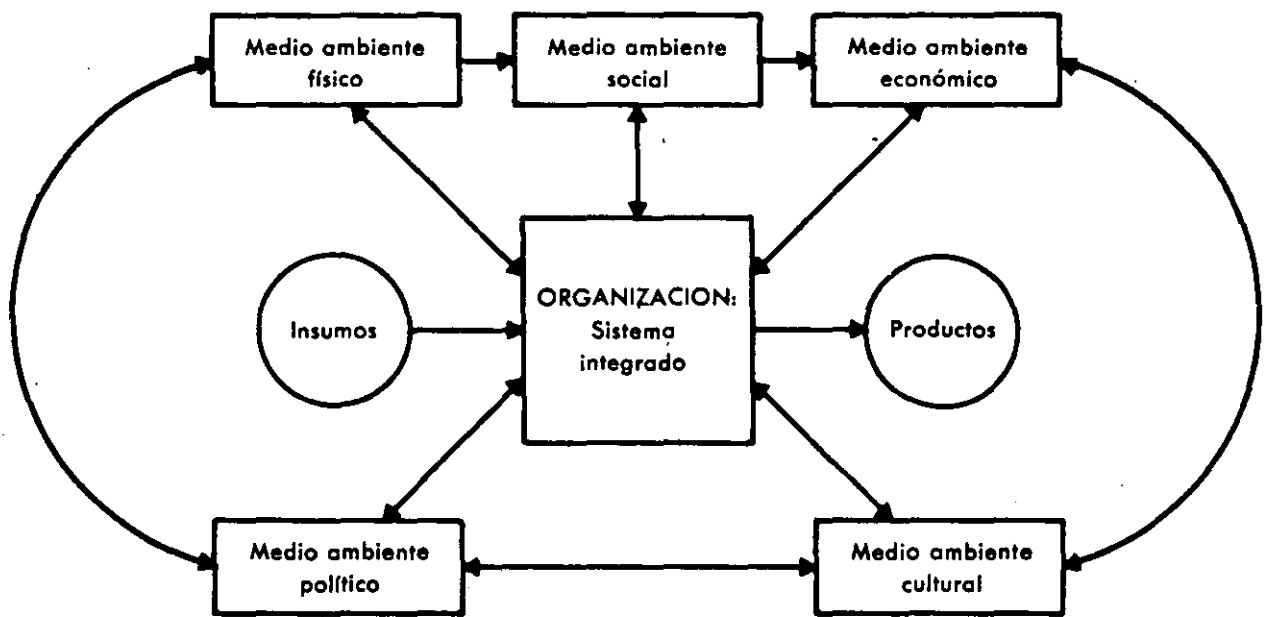 Medio ambiente
físico
Medio ambiente
social
Medio ambiente
económico
Insumos
ORGANIZACION:
Sistema
integrado
Productos
Medio ambiente
político
Medio ambiente
cultural